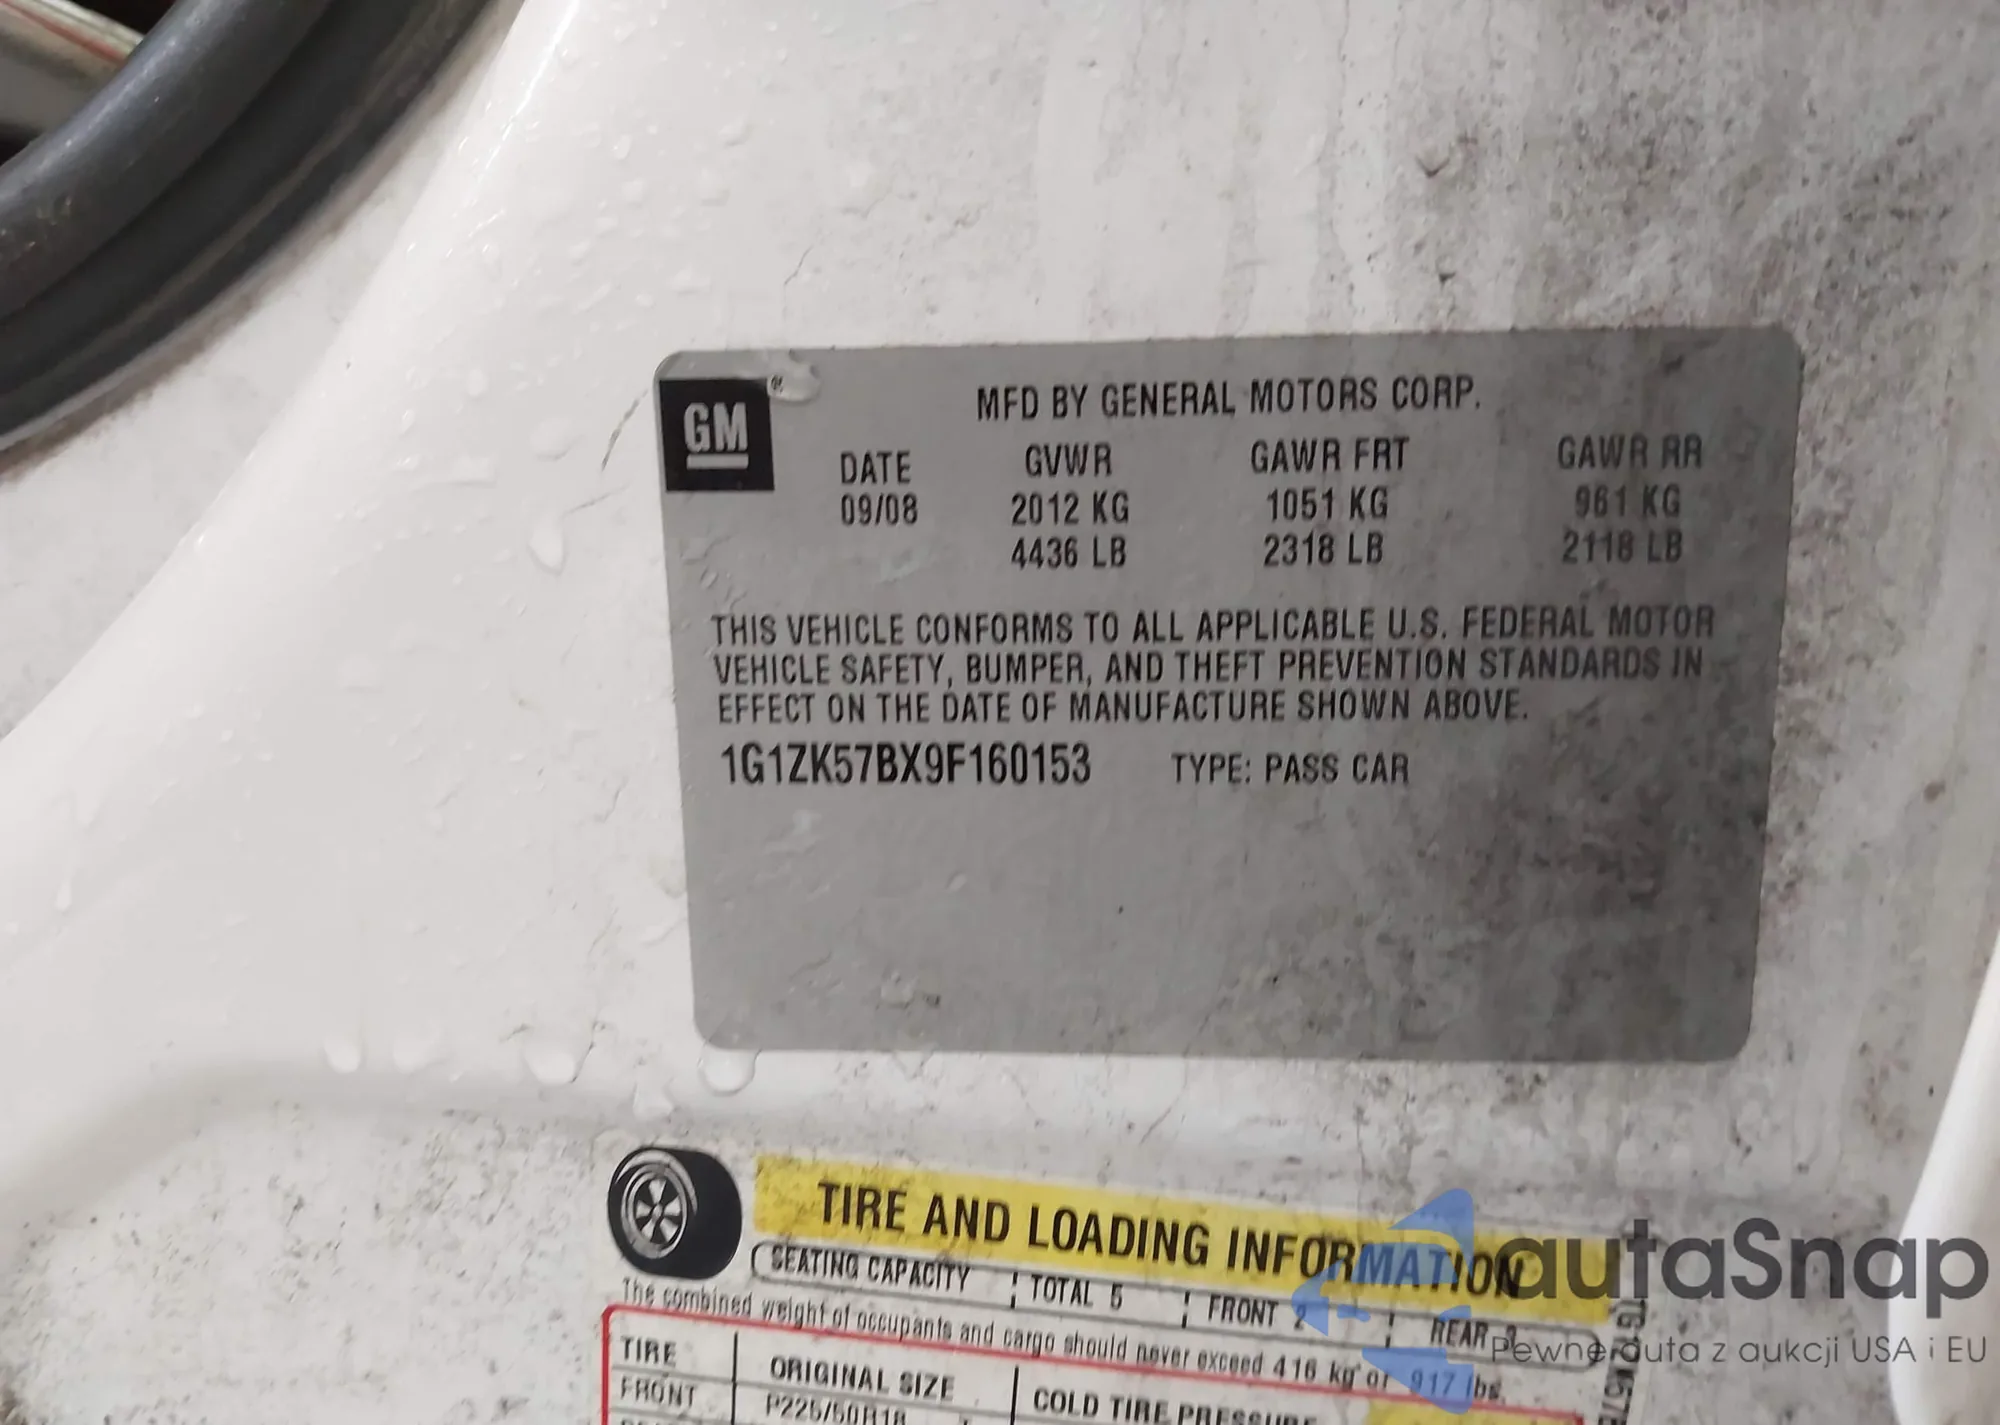 GM
®
MFD BY GENERAL MOTORS CORP.
DATE GVWR GAWR FRT GAWR RR
09/08 2012 KG 1051 KG 961 KG
4436 LB 2318 LB 2118 LB
THIS VEHICLE CONFORMS TO ALL APPLICABLE U.S. FEDERAL MOTOR
VEHICLE SAFETY, BUMPER, AND THEFT PREVENTION STANDARDS IN
EFFECT ON THE DATE OF MANUFACTURE SHOWN ABOVE.
1G1ZK57BX9F160153 TYPE: PASS CAR
TIRE AND LOADING INFORMATION
SEATING CAPACITY TOTAL 5 FRONT 2 REAR 3
The combined weight of occupants and cargo should never exceed 416 kg or 917 lbs.
TIRE ORIGINAL SIZE COLD TIRE PRESSURE
FRONT P225/50R18
autaSnap
Pewne auta z aukcji USA i EU